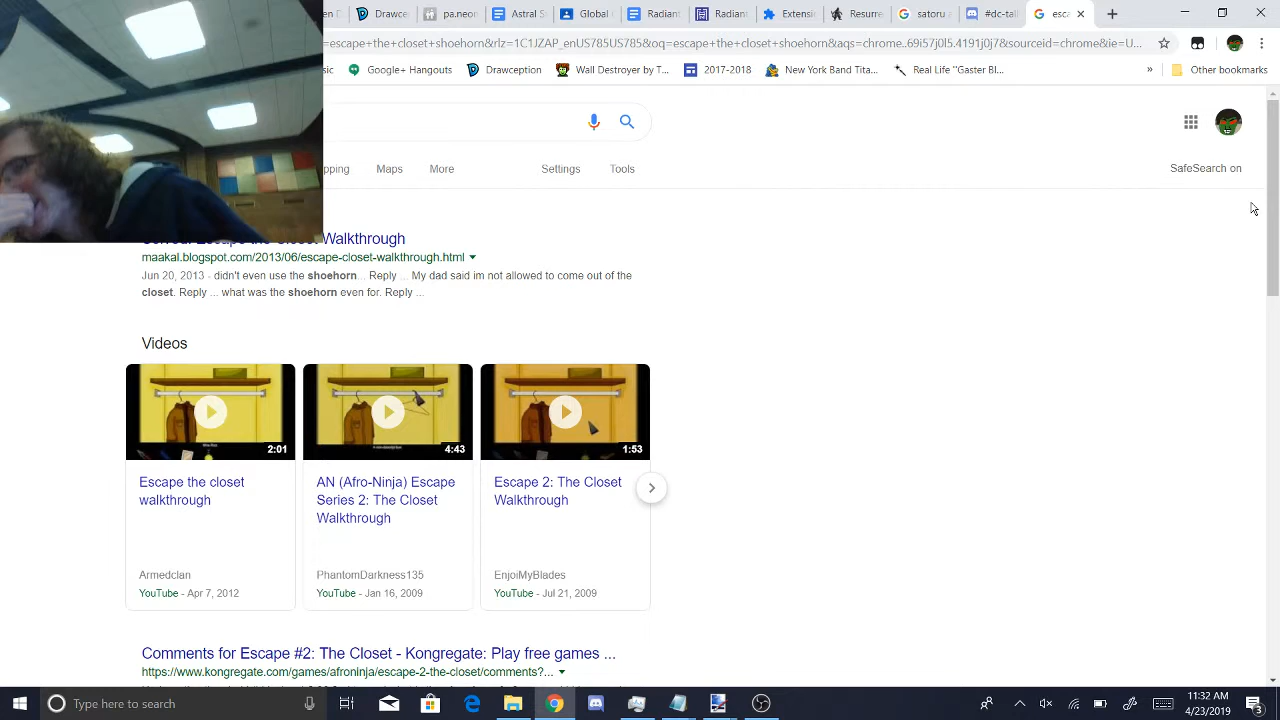 Drawce
pa.neor
Astral S
Global
Radian
Radiant
Extensi
Resurre
satoru
#dc-tal
esc
=escape+the+closet+shoehorn&rlz=1C1JZAP_enUS785US785&oq=escape+the+closet+shoehorn&aqs=chrome..69i57j0l5.4191j0j7&sourceid=chrome&ie=U...
Google+ Hangouts
Drawception
Wall Destroyer by T...
2017-2018
New York Band Tita...
Real Life "Gaster Bl...
»
Other bookmarks
pping
Maps
More
Settings
Tools
SafeSearch on
Escape the Closet Walkthrough
maakal.blogspot.com/2013/06/escape-closet-walkthrough.html
Jun 20, 2013 - didn't even use the shoehorn... Reply ... My dad said im not allowed to come out of the
closet. Reply ... what was the shoehorn even for. Reply ...
Videos
2:01
4:43
1:53
Escape the closet
walkthrough
Armedclan
YouTube - Apr 7, 2012
AN (Afro-Ninja) Escape
Series 2: The Closet
Walkthrough
PhantomDarkness135
YouTube - Jan 16, 2009
Escape 2: The Closet
Walkthrough
EnjoiMyBlades
YouTube - Jul 21, 2009
Comments for Escape #2: The Closet - Kongregate: Play free games ...
https://www.kongregate.com/games/afroninja/escape-2-the-closet/comments?...
Type here to search
11:32 AM
4/23/2019
3